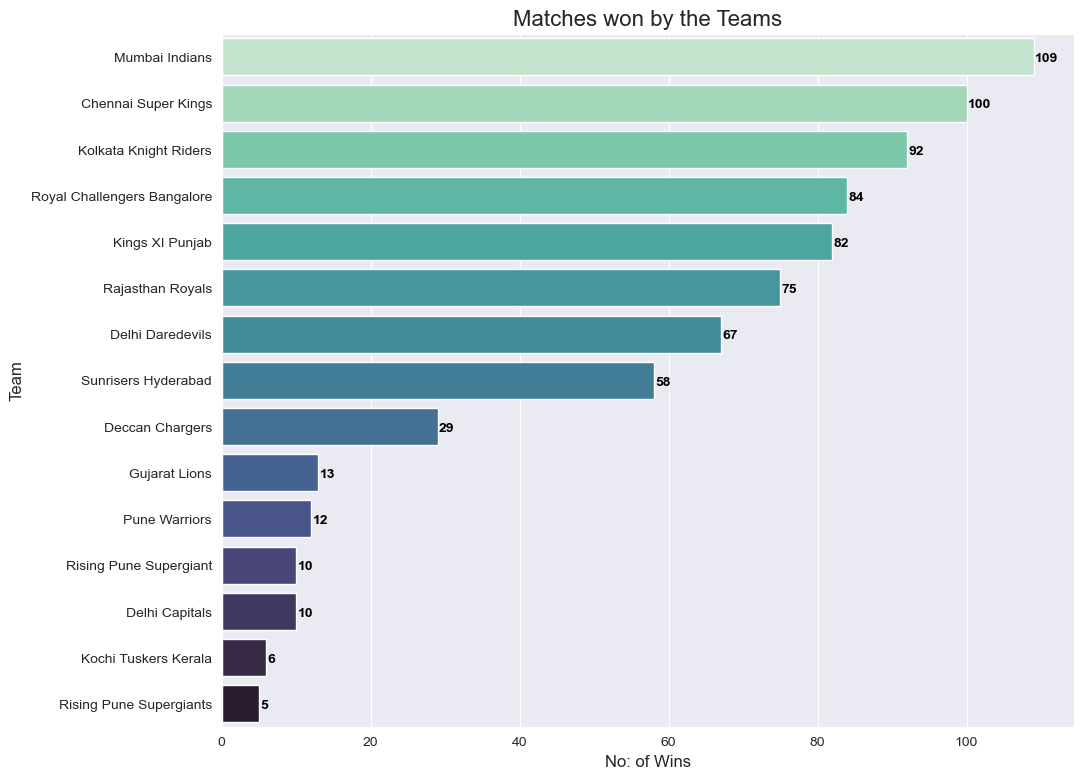 Matches won by the Teams
Mumbai Indians 109
Chennai Super Kings 100
Kolkata Knight Riders 92
Royal Challengers Bangalore 84
Kings XI Punjab 82
Rajasthan Royals 75
Delhi Daredevils 67
Sunrisers Hyderabad 58
Deccan Chargers 29
Gujarat Lions 13
Pune Warriors 12
Rising Pune Supergiant 10
Delhi Capitals 10
Kochi Tuskers Kerala 6
Rising Pune Supergiants 5
Team
0 20 40 60 80 100
No: of Wins